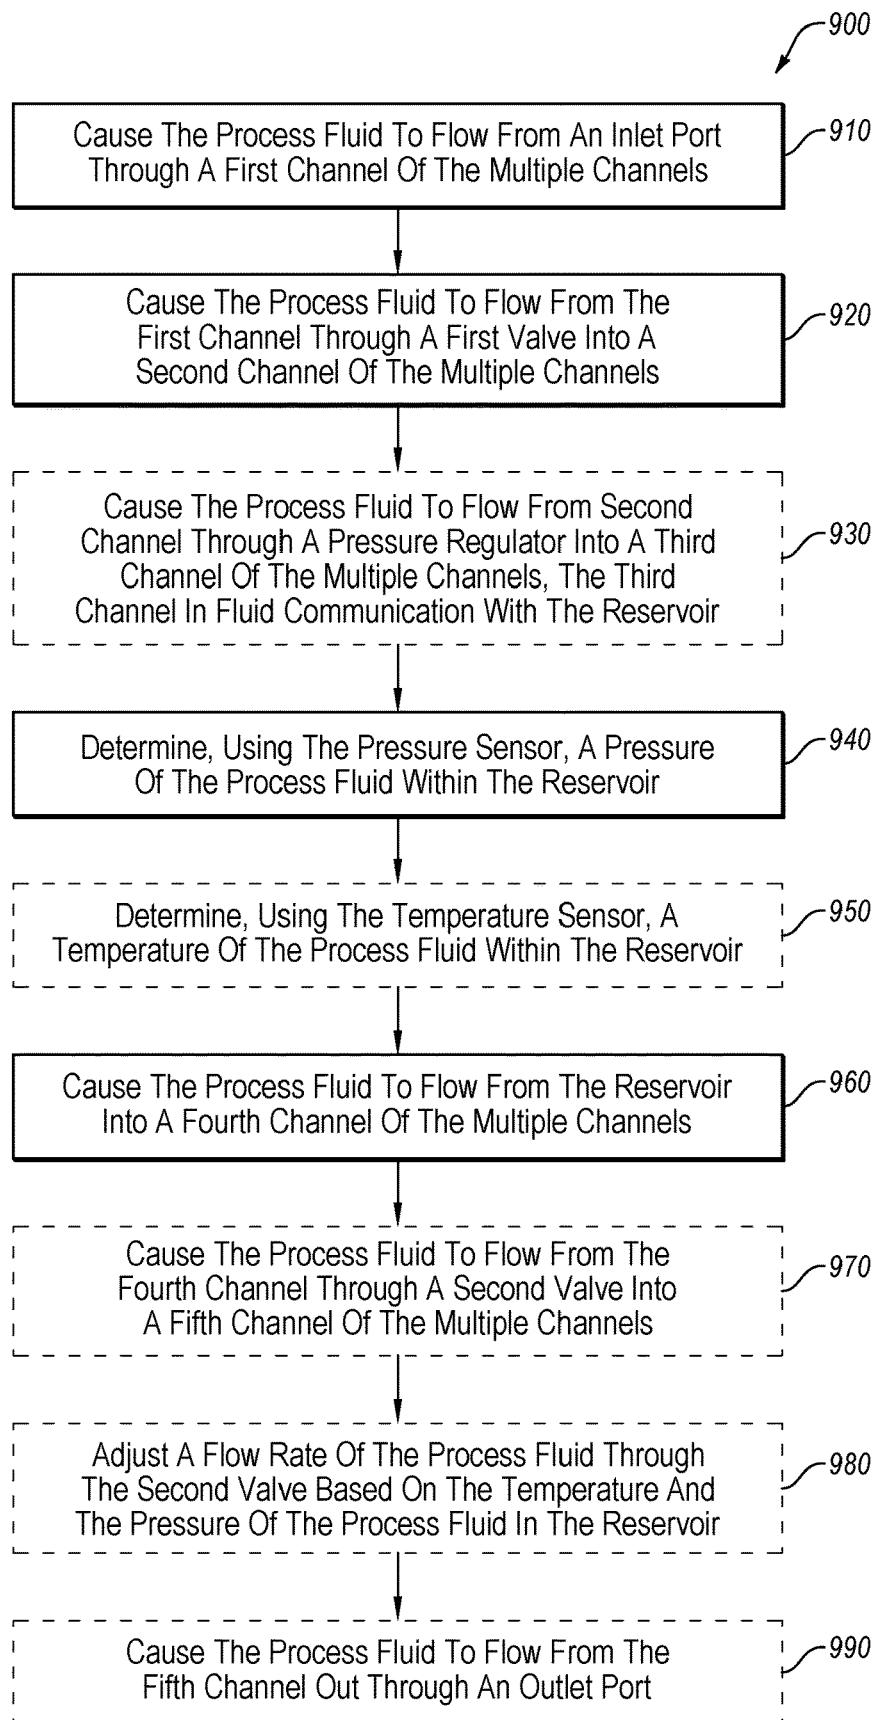 900
Cause The Process Fluid To Flow From An Inlet Port
Through A First Channel Of The Multiple Channels
910
Cause The Process Fluid To Flow From The
First Channel Through A First Valve Into A
Second Channel Of The Multiple Channels
920
Cause The Process Fluid To Flow From Second
Channel Through A Pressure Regulator Into A Third
Channel Of The Multiple Channels, The Third
Channel In Fluid Communication With The Reservoir
930
Determine, Using The Pressure Sensor, A Pressure
Of The Process Fluid Within The Reservoir
940
Determine, Using The Temperature Sensor, A
Temperature Of The Process Fluid Within The Reservoir
950
Cause The Process Fluid To Flow From The Reservoir
Into A Fourth Channel Of The Multiple Channels
960
Cause The Process Fluid To Flow From The
Fourth Channel Through A Second Valve Into
A Fifth Channel Of The Multiple Channels
970
Adjust A Flow Rate Of The Process Fluid Through
The Second Valve Based On The Temperature And
The Pressure Of The Process Fluid In The Reservoir
980
Cause The Process Fluid To Flow From The
Fifth Channel Out Through An Outlet Port
990